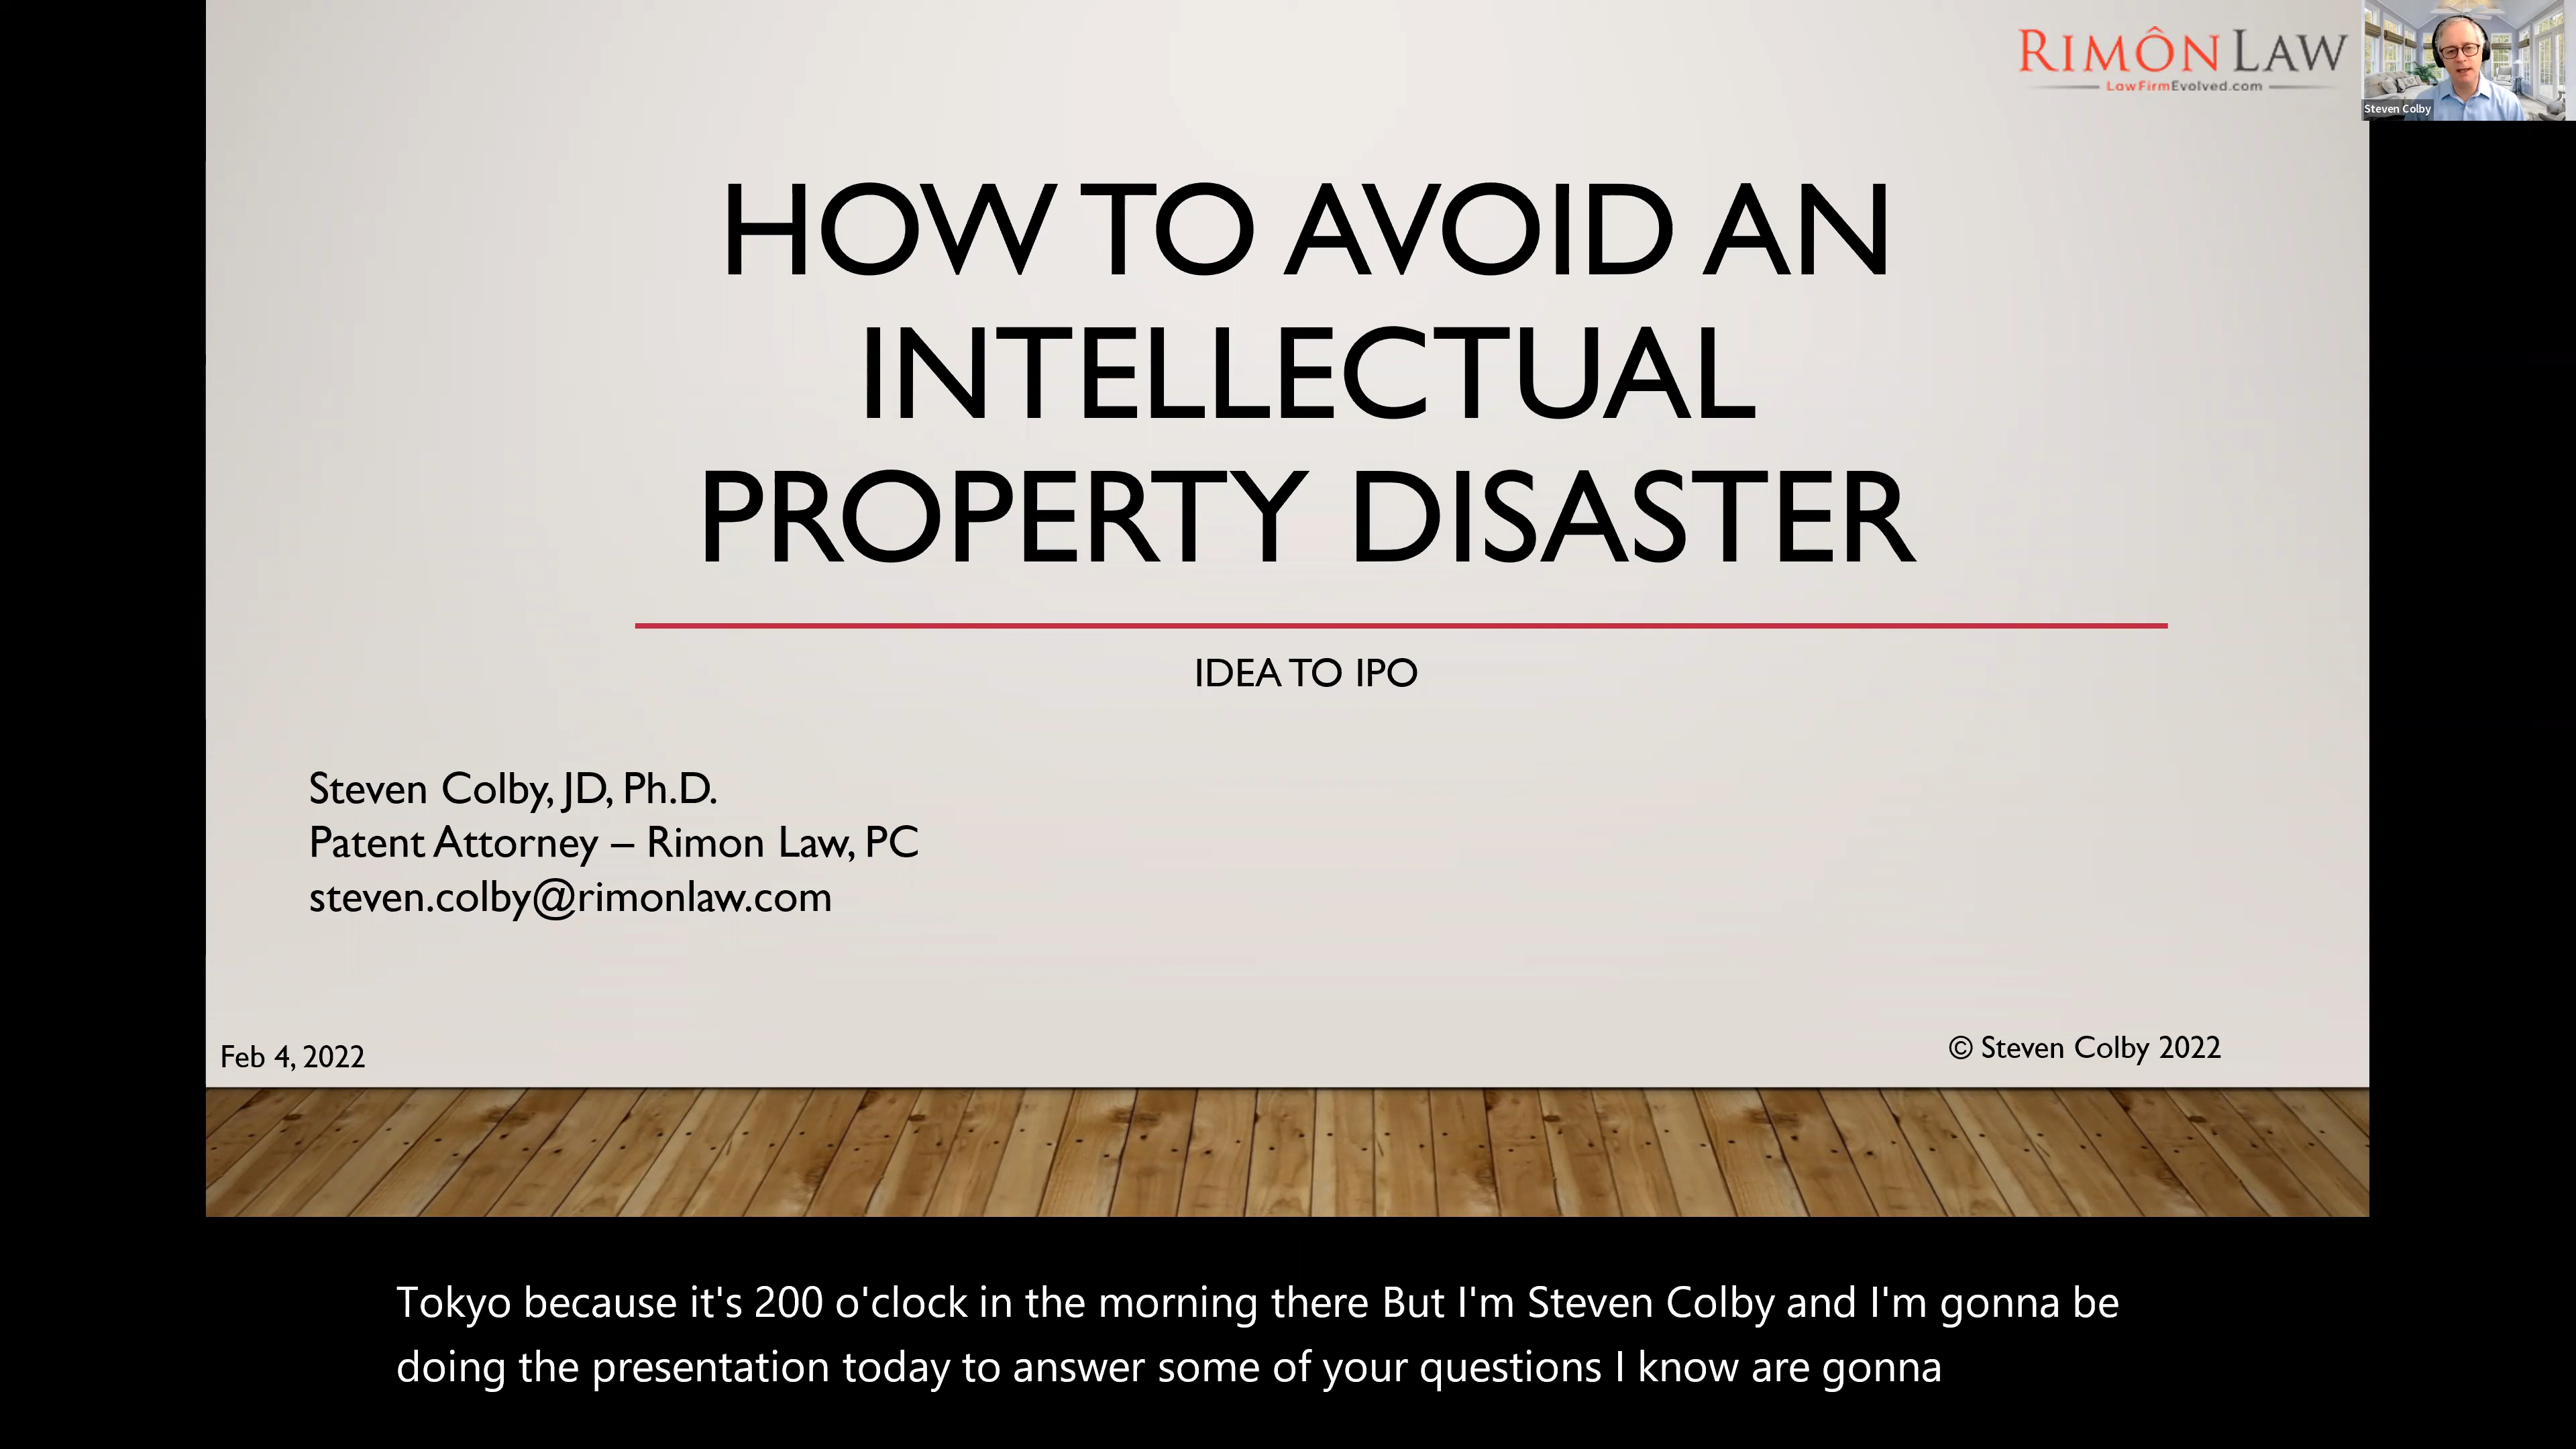 RIMÔN LAW
LawFirmEvolved.com
Steven Colby
HOW TO AVOID AN
INTELLECTUAL
PROPERTY DISASTER
IDEA TO IPO
Steven Colby, JD, Ph.D.
Patent Attorney – Rimon Law, PC
steven.colby@rimonlaw.com
Feb 4, 2022
© Steven Colby 2022
Tokyo because it's 200 o'clock in the morning there But I'm Steven Colby and I'm gonna be
doing the presentation today to answer some of your questions I know are gonna